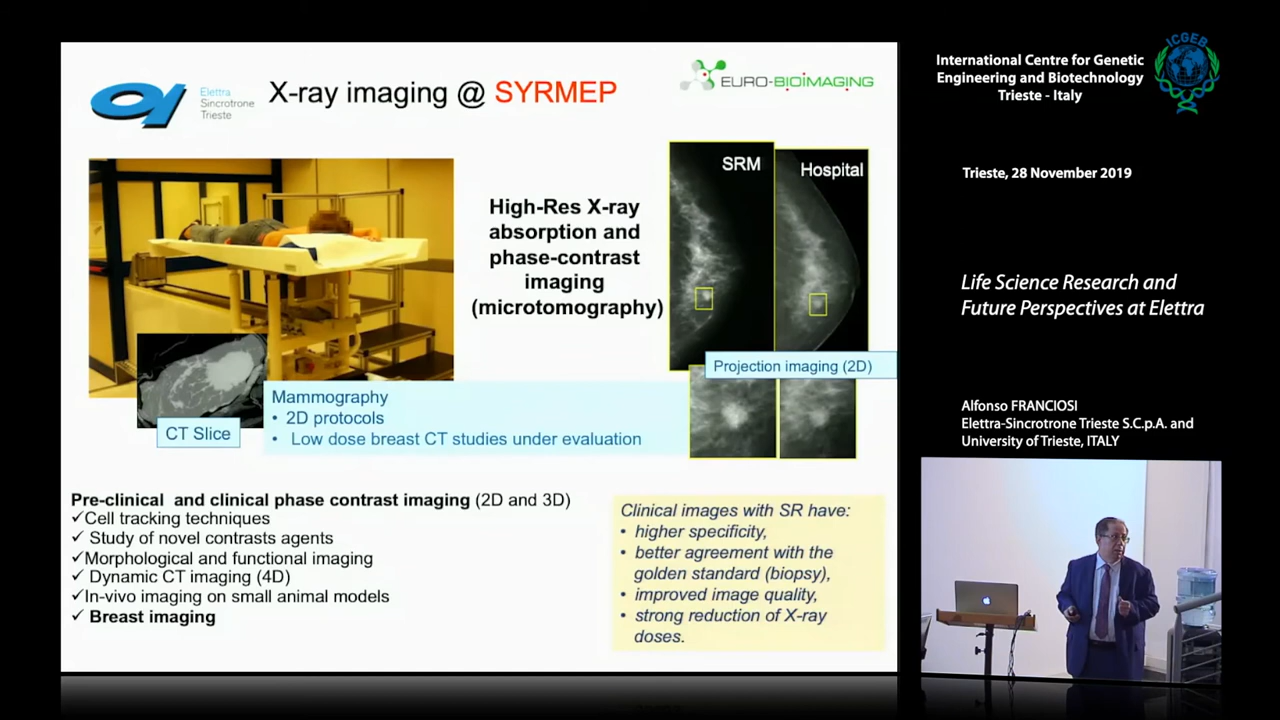 Elettra
Sincrotrone
Trieste
X-ray imaging @ SYRMEP
EURO-BIOIMAGING
High-Res X-ray
absorption and
phase-contrast
imaging
(microtomography)
SRM
Hospital
Projection imaging (2D)
CT Slice
Mammography
• 2D protocols
• Low dose breast CT studies under evaluation
Pre-clinical and clinical phase contrast imaging (2D and 3D)
✓Cell tracking techniques
✓ Study of novel contrasts agents
✓Morphological and functional imaging
✓ Dynamic CT imaging (4D)
✓In-vivo imaging on small animal models
✓ Breast imaging
Clinical images with SR have:
• higher specificity,
• better agreement with the
golden standard (biopsy),
• improved image quality,
• strong reduction of X-ray
doses.
International Centre for Genetic
Engineering and Biotechnology
Trieste - Italy
ICGEB
Trieste, 28 November 2019
Life Science Research and
Future Perspectives at Elettra
Alfonso FRANCIOSI
Elettra-Sincrotrone Trieste S.C.p.A. and
University of Trieste, ITALY